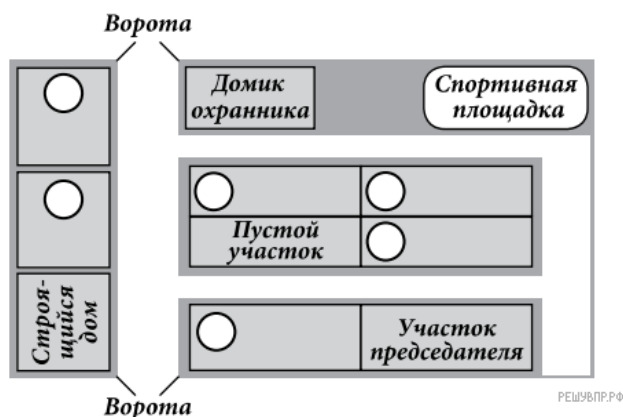 Ворота
Домик
охранника
Спортивная
площадка
Пустой
участок
Строя-
щийся
дом
Участок
председателя
Ворота
РЕШУВПР.РФ